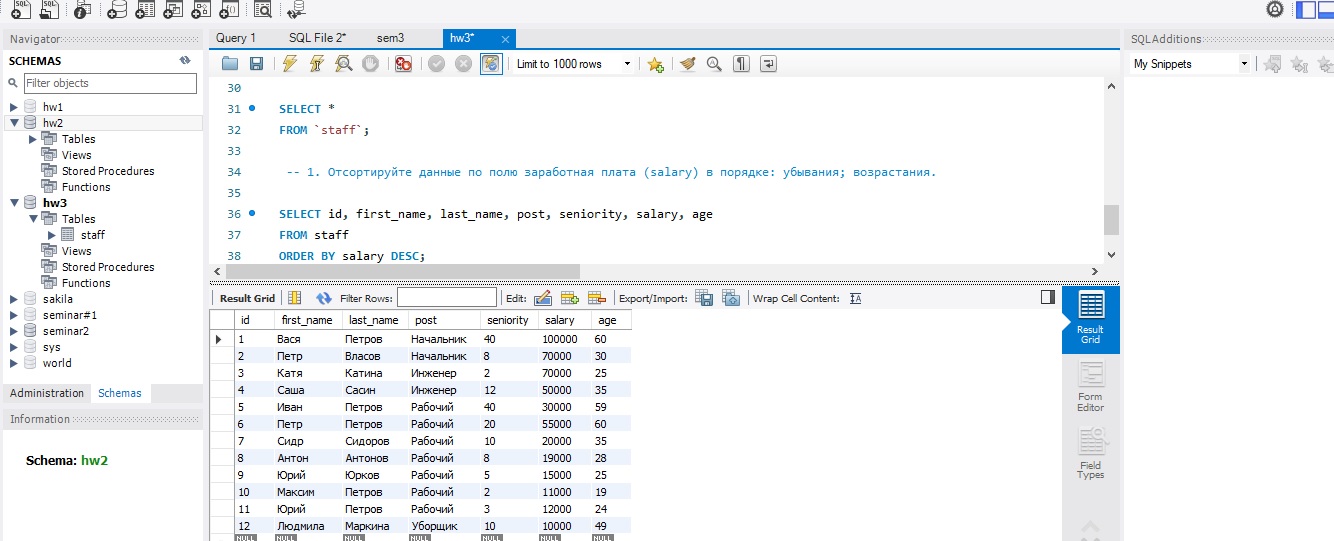 Query 1 SQL File 2* sem3 hw3* ×
Navigator
SCHEMAS
Filter objects
hw1
hw2
Tables
Views
Stored Procedures
Functions
hw3
Tables
staff
Views
Stored Procedures
Functions
sakila
seminar#1
seminar2
sys
world
Administration Schemas
Information
Schema: hw2
Limit to 1000 rows
30
31 SELECT *
32 FROM `staff`;
33
34 -- 1. Отсортируйте данные по полю заработная плата (salary) в порядке: убывания; возрастания.
35
36 SELECT id, first_name, last_name, post, seniority, salary, age
37 FROM staff
38 ORDER BY salary DESC;
Result Grid Filter Rows: Edit: Export/Import: Wrap Cell Content: IA
id first_name last_name post seniority salary age
1 Вася Петров Начальник 40 100000 60
2 Петр Власов Начальник 8 70000 30
3 Катя Катина Инженер 2 70000 25
4 Саша Сасин Инженер 12 50000 35
5 Иван Петров Рабочий 40 30000 59
6 Петр Петров Рабочий 20 55000 60
7 Сидр Сидоров Рабочий 10 20000 35
8 Антон Антонов Рабочий 8 19000 28
9 Юрий Юрков Рабочий 5 15000 25
10 Максим Петров Рабочий 2 11000 19
11 Юрий Петров Рабочий 3 12000 24
12 Людмила Маркина Уборщик 10 10000 49
NULL NULL NULL NULL NULL NULL NULL
Result
Grid
Form
Editor
Field
Types
SQLAdditions
My Snippets